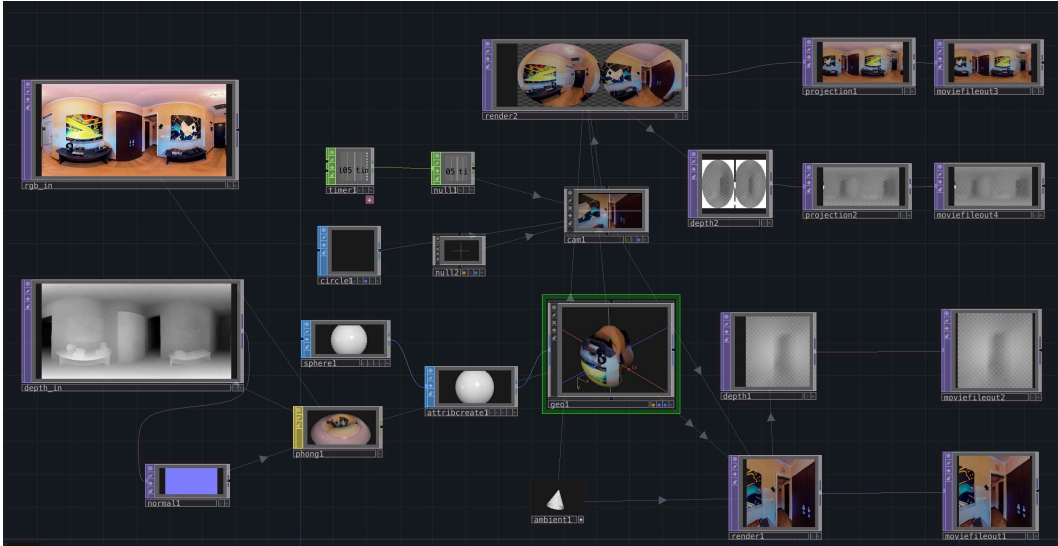 rgb_in
timer1
null1
render2
projection1
moviefileout3
circle1
null2
cam1
depth2
projection2
moviefileout4
depth_in
sphere1
attribcreate1
geo1
depth1
moviefileout2
phong1
normal1
ambient1
render1
moviefileout1